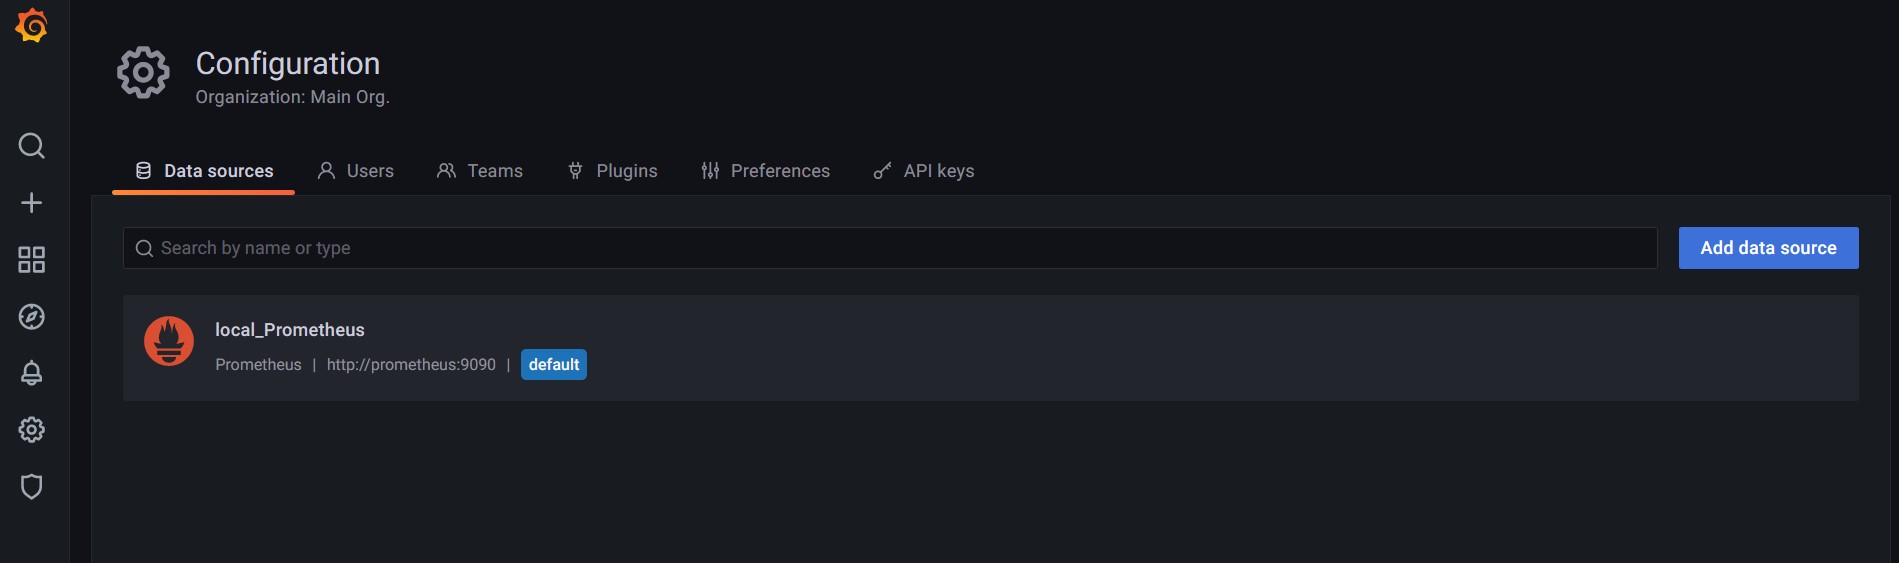 Configuration
Organization: Main Org.
Data sources Users Teams Plugins Preferences API keys
Search by name or type Add data source
local_Prometheus
Prometheus | http://prometheus:9090 | default